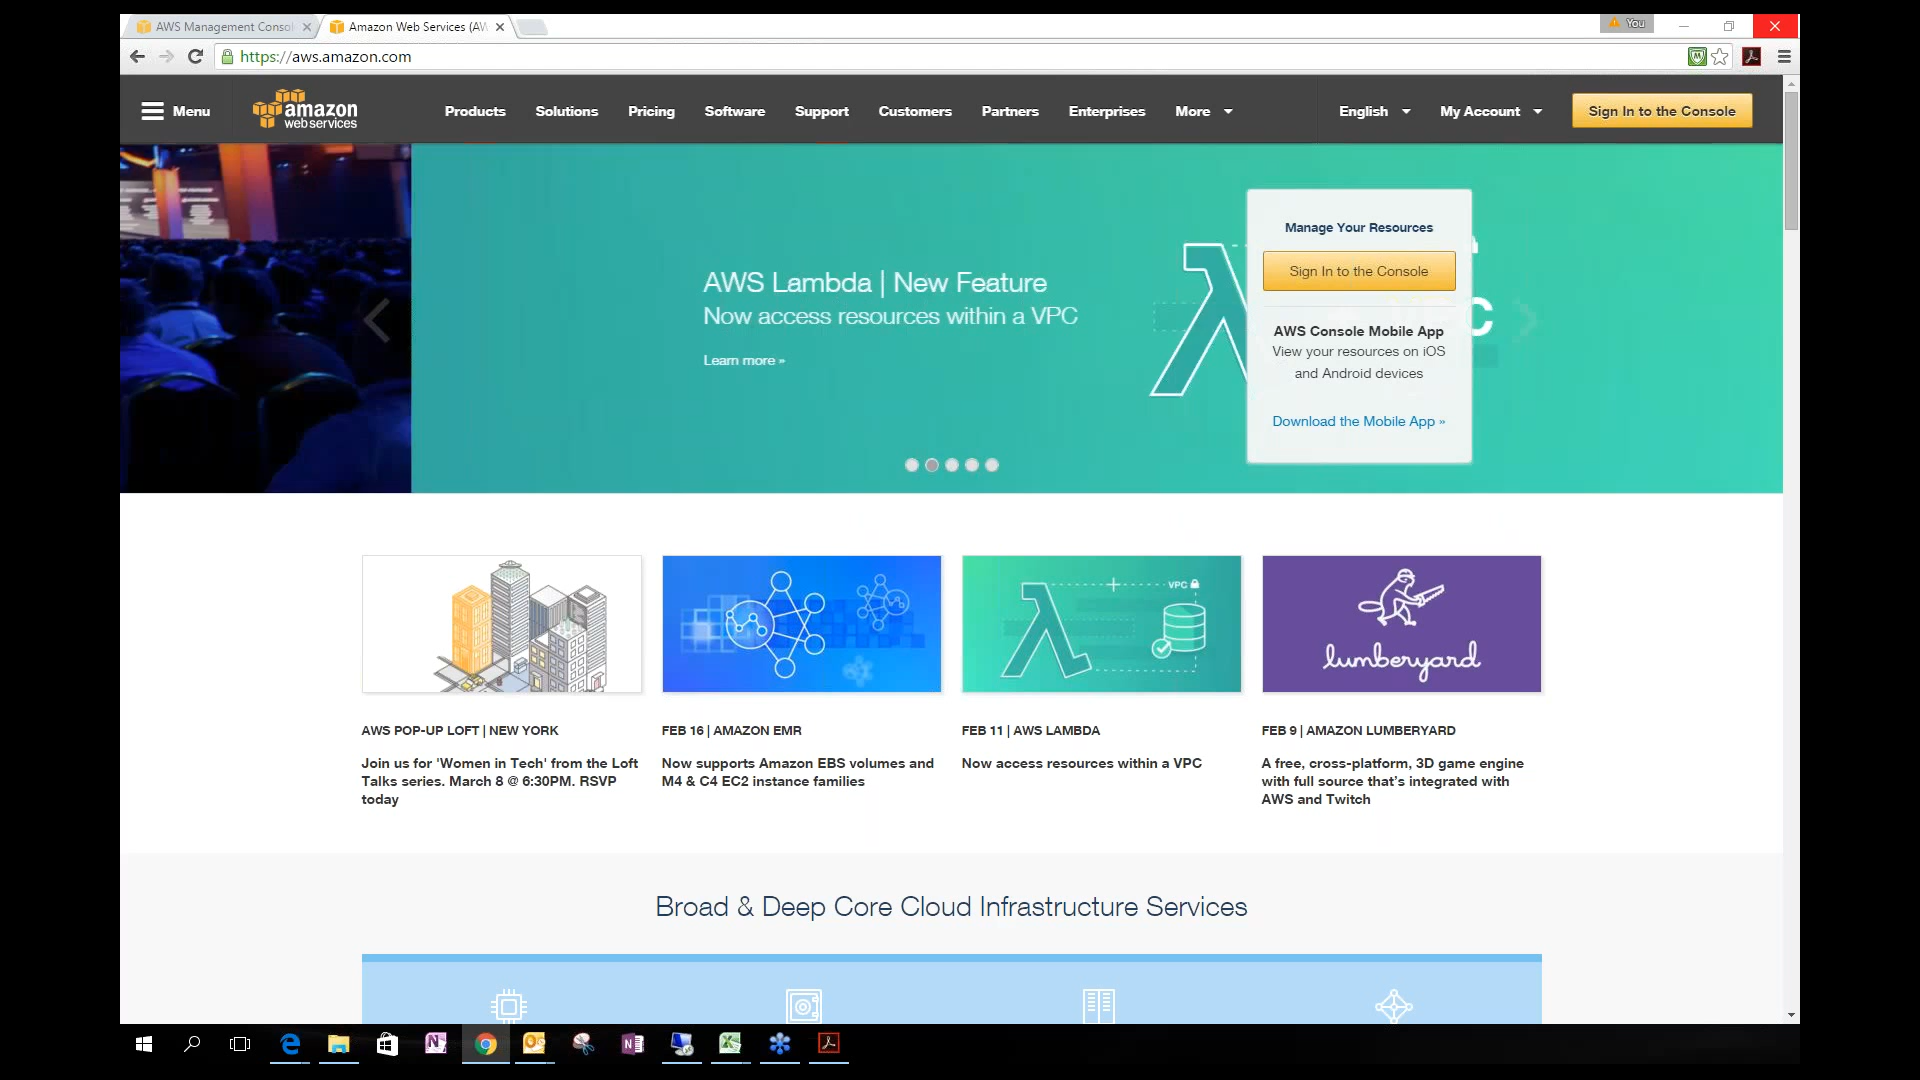 AWS Management Consol
Amazon Web Services (AW
You
https://aws.amazon.com
Menu
amazon
web services
Products
Solutions
Pricing
Software
Support
Customers
Partners
Enterprises
More
English
My Account
Sign In to the Console
AWS Lambda | New Feature
Now access resources within a VPC
Learn more »
Manage Your Resources
Sign In to the Console
AWS Console Mobile App
View your resources on iOS
and Android devices
Download the Mobile App »
VPC
lumberyard
AWS POP-UP LOFT | NEW YORK
Join us for 'Women in Tech' from the Loft
Talks series. March 8 @ 6:30PM. RSVP
today
FEB 16 | AMAZON EMR
Now supports Amazon EBS volumes and
M4 & C4 EC2 instance families
FEB 11 | AWS LAMBDA
Now access resources within a VPC
FEB 9 | AMAZON LUMBERYARD
A free, cross-platform, 3D game engine
with full source that's integrated with
AWS and Twitch
Broad & Deep Core Cloud Infrastructure Services